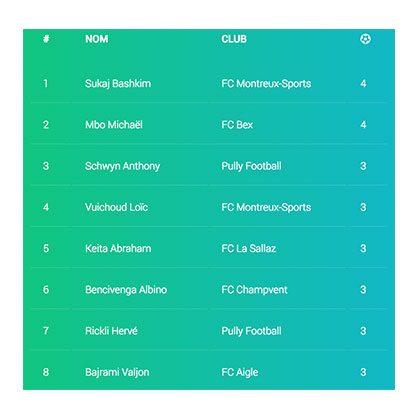 # NOM CLUB
1 Sukaj Bashkim FC Montreux-Sports 4
2 Mbo Michaël FC Bex 4
3 Schwyn Anthony Pully Football 3
4 Vuichoud Loïc FC Montreux-Sports 3
5 Keita Abraham FC La Sallaz 3
6 Bencivenga Albino FC Champvent 3
7 Rickli Hervé Pully Football 3
8 Bajrami Valjon FC Aigle 3